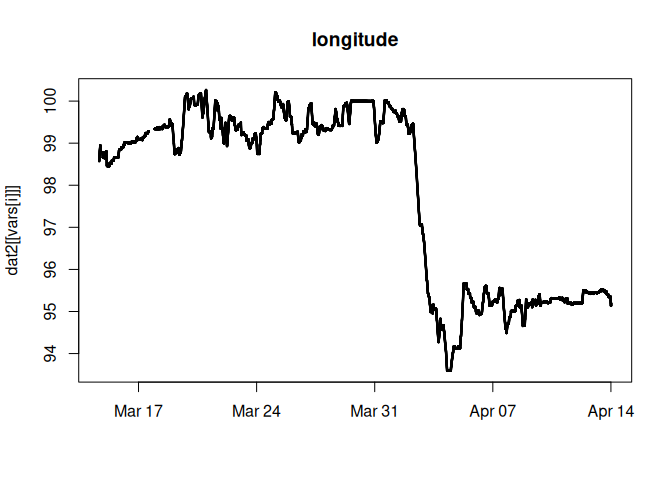 longitude
dat2[[vars[i]]]
100
99
98
97
96
95
94
Mar 17
Mar 24
Mar 31
Apr 07
Apr 14